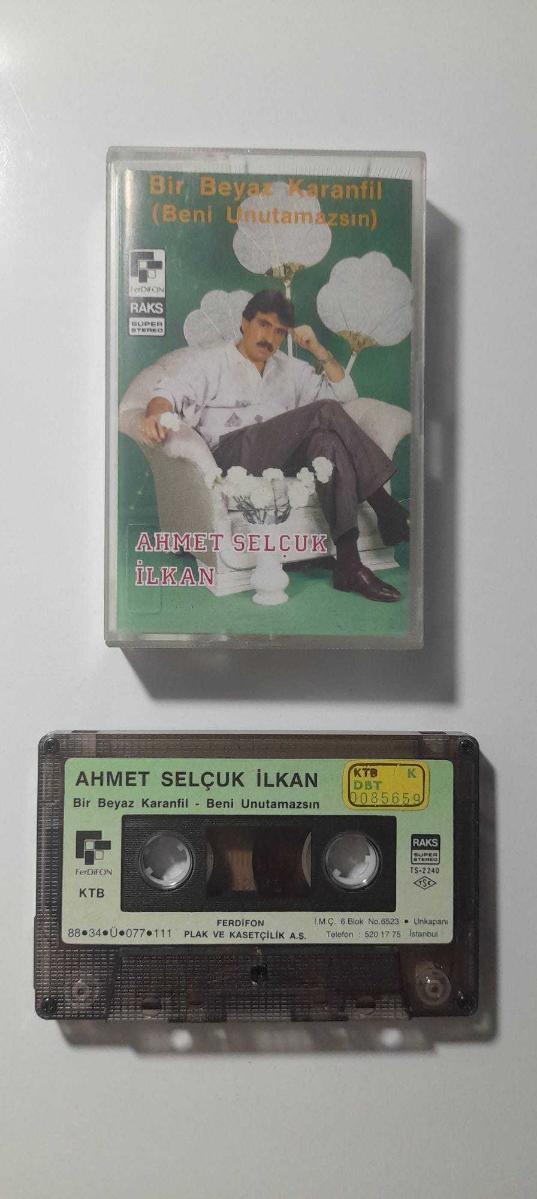 Bir Beyaz Karanfil
(Beni Unutamazsın)
FerDiFON
RAKS
SUPER
STEREO
AHMET SELÇUK
İLKAN
AHMET SELÇUK İLKAN
Bir Beyaz Karanfil - Beni Unutamazsın
KTB K
DBT
0085659
FerDiFON
KTB
RAKS
SUPER
STEREO
TS-2240
TSE
88•34•Ü•077•111
FERDİFON
PLAK VE KASETÇİLİK A.Ş.
İ.M.Ç. 6.Blok No.6523 • Unkapanı
Telefon : 520 17 75 İstanbul